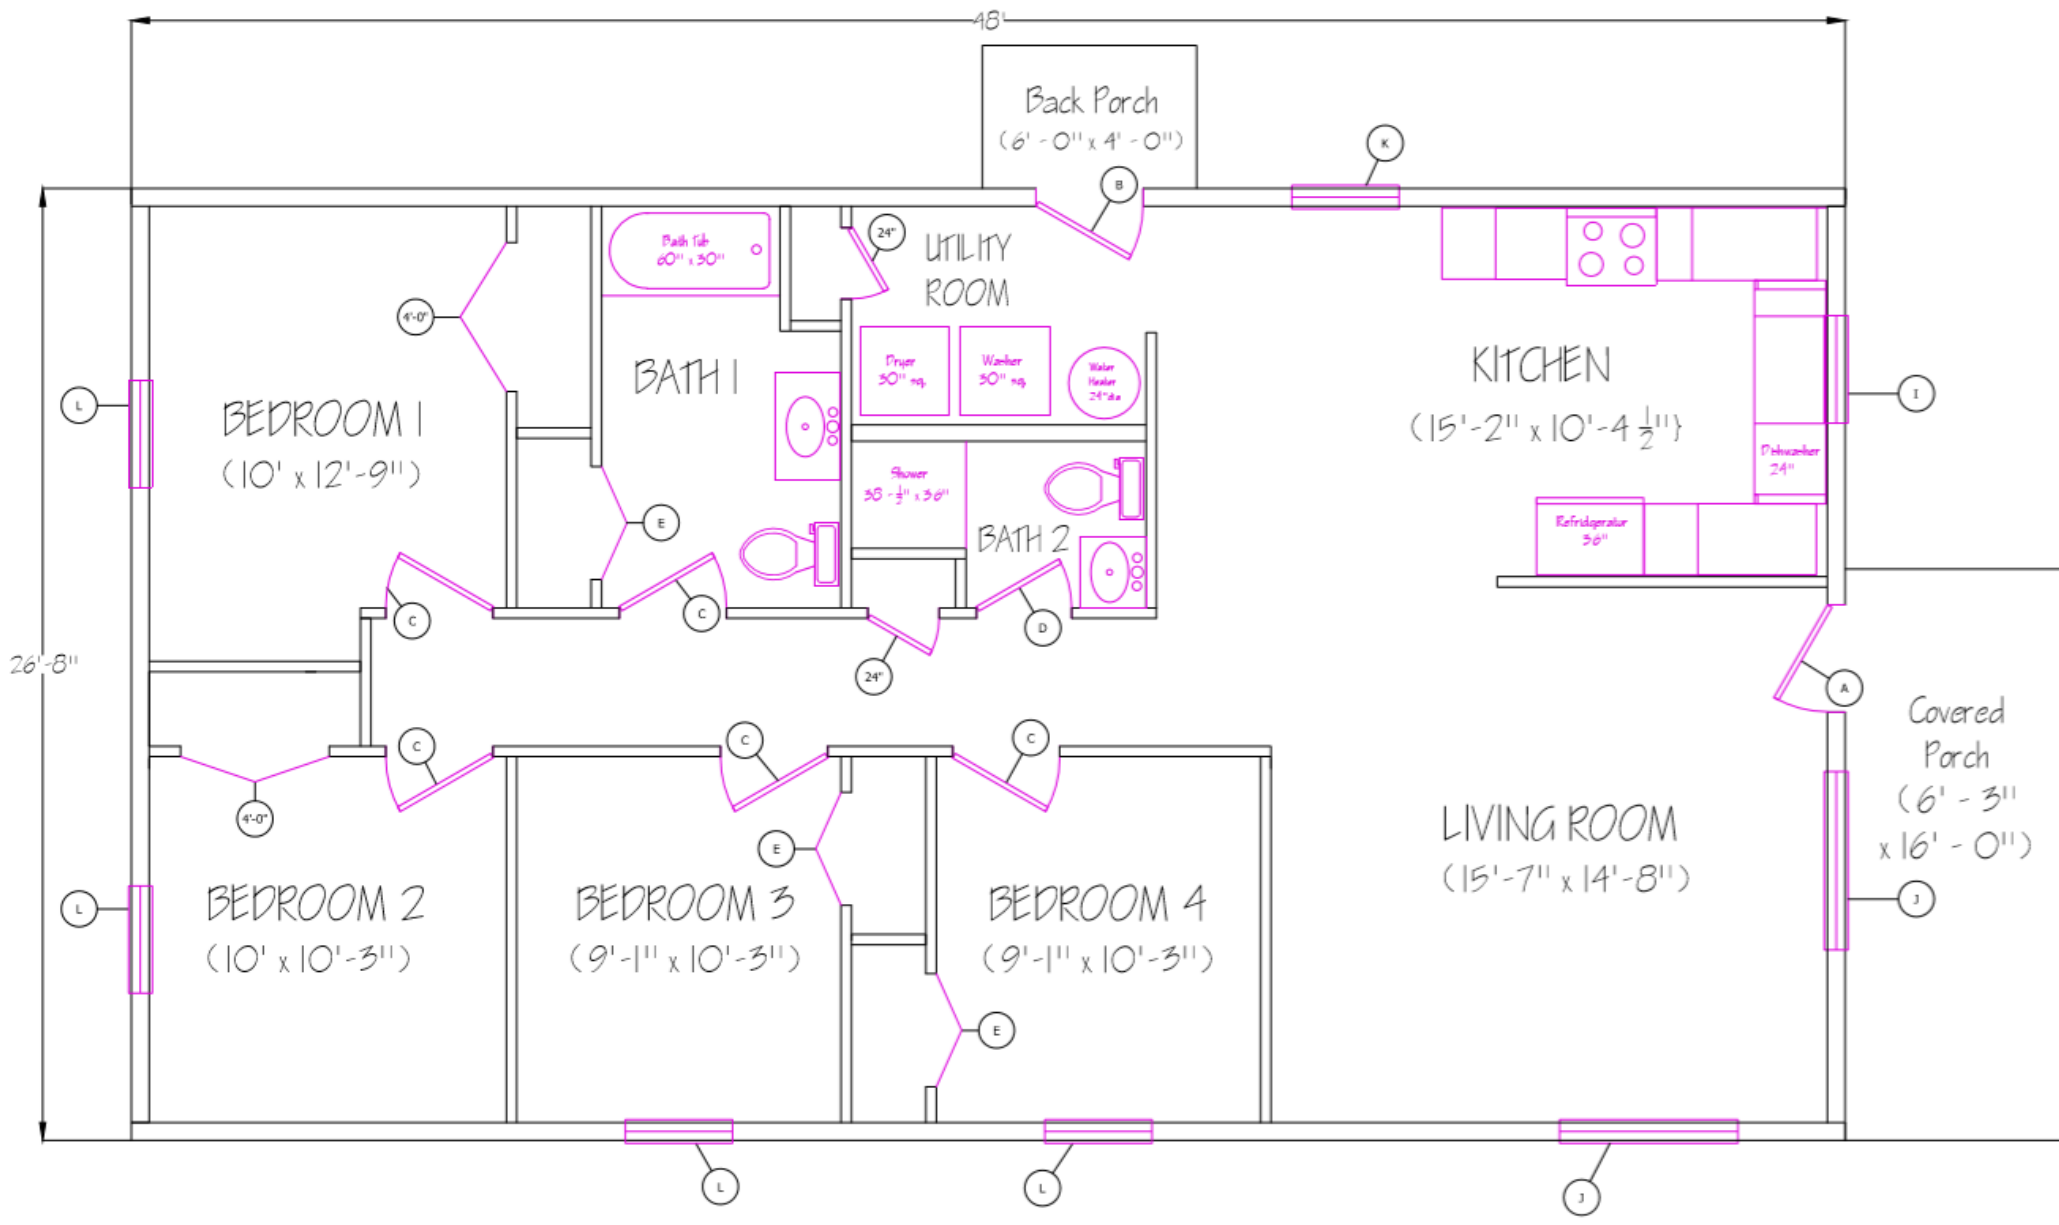 48'
Back Porch
(6' - 0" x 4' - 0")
K
B
24"
UTILITY
ROOM
Bath Tub
60" x 30"
4'-0"
BATH 1
Dryer
30" sq.
Washer
30" sq.
Water
Heater
24" dia
KITCHEN
(15'-2" x 10'-4 1/2"}
I
L
BEDROOM 1
(10' x 12'-9")
Dishwasher
24"
Shower
38 - 1/2" x 36"
E
BATH 2
Refridgerator
36"
C
C
D
24"
26'-8"
A
Covered
Porch
(6' - 3"
x 16' - 0")
C
C
C
4'-0"
E
LIVING ROOM
(15'-7" x 14'-8")
L
BEDROOM 2
(10' x 10'-3")
BEDROOM 3
(9'-1" x 10'-3")
BEDROOM 4
(9'-1" x 10'-3")
J
E
L
L
J